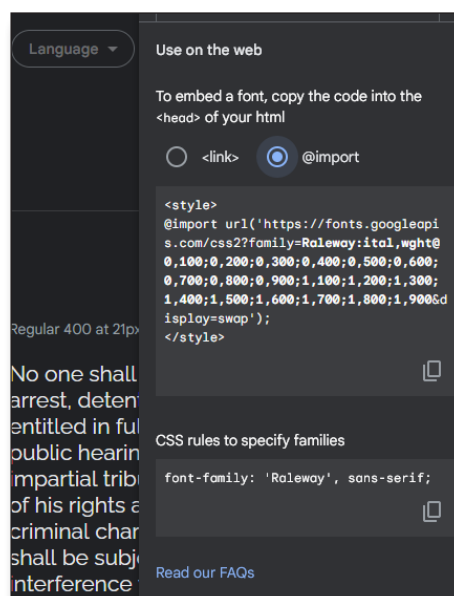 Language
Use on the web
To embed a font, copy the code into the
<head> of your html
<link>
@import
<style>
@import url('https://fonts.googleapi
s.com/css2?family=Raleway:ital,wght@
0,100;0,200;0,300;0,400;0,500;0,600;
0,700;0,800;0,900;1,100;1,200;1,300;
1,400;1,500;1,600;1,700;1,800;1,900&d
isplay=swap');
</style>
CSS rules to specify families
font-family: 'Raleway', sans-serif;
Read our FAQs
Regular 400 at 21px
No one shall
arrest, deten
entitled in ful
public hearin
impartial tribu
of his rights a
criminal char
shall be subje
interference